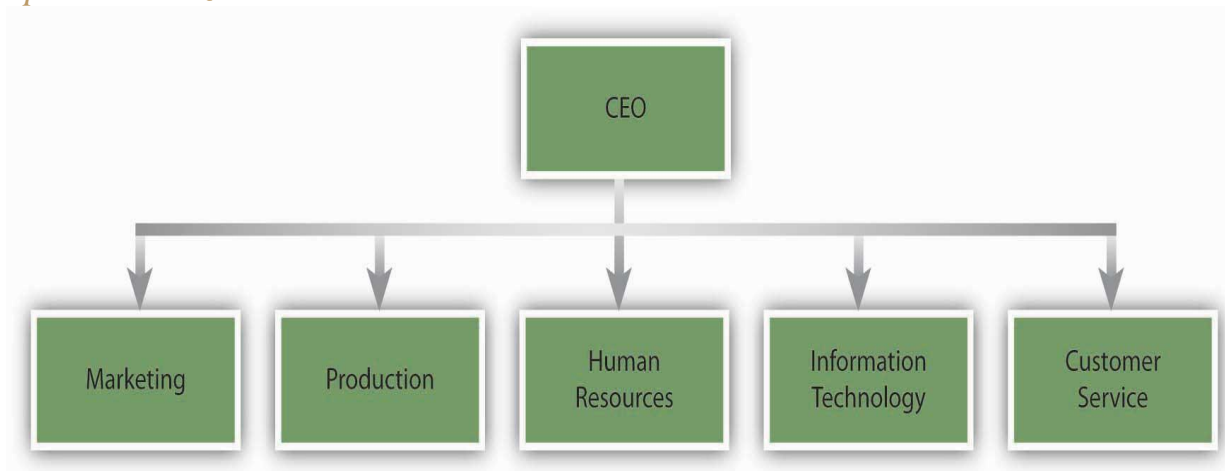 CEO
Marketing
Production
Human
Resources
Information
Technology
Customer
Service